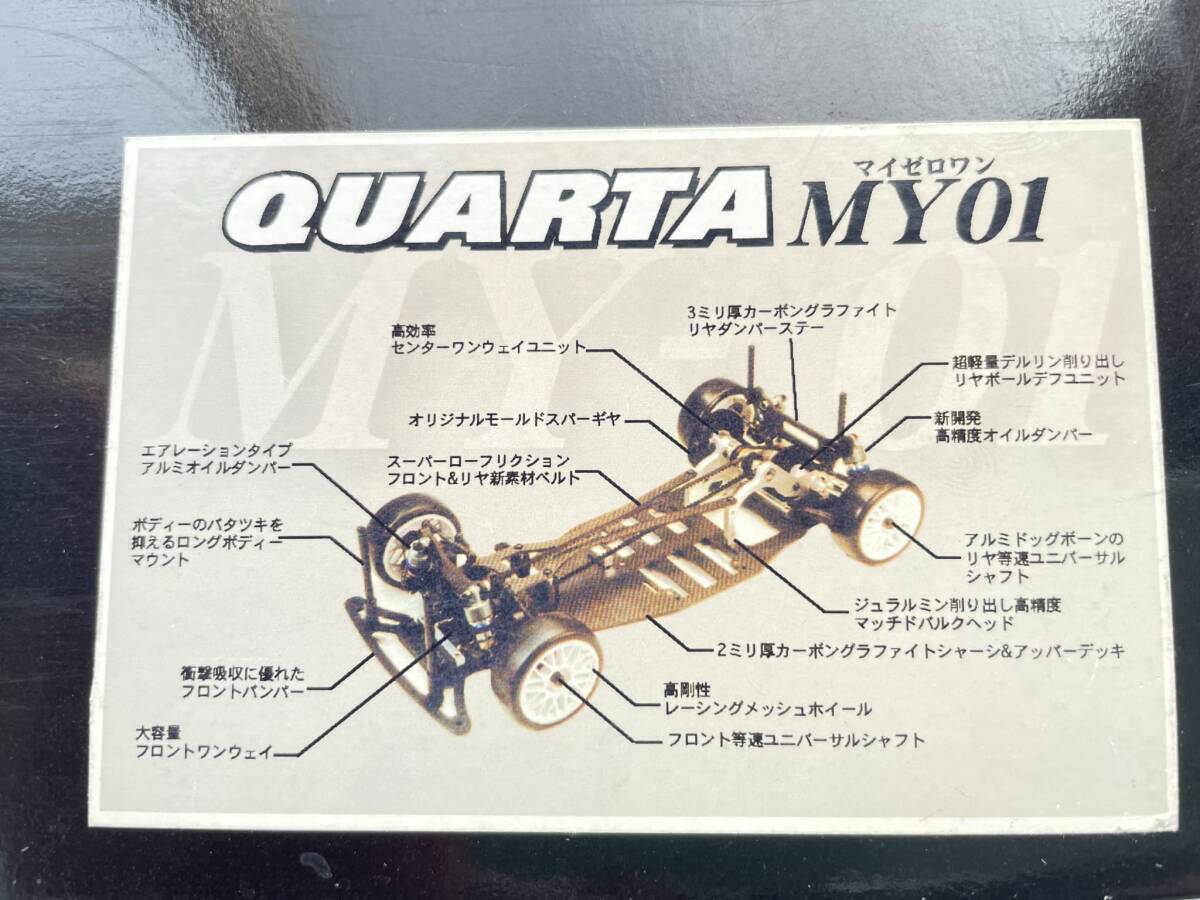 QUARTA MY01
マイゼロワン
MY-01
3ミリ厚カーボングラファイト
リヤダンパーステー
高効率
センターワンウェイユニット
超軽量デルリン削り出し
リヤボールデフユニット
オリジナルモールドスパーギヤ
新開発
高精度オイルダンパー
エアレーションタイプ
アルミオイルダンパー
スーパーローフリクション
フロント&リヤ新素材ベルト
ボディーのバタツキを
抑えるロングボディー
マウント
アルミドッグボーンの
リヤ等速ユニバーサル
シャフト
ジュラルミン削り出し高精度
マッチドバルクヘッド
2ミリ厚カーボングラファイトシャーシ&アッパーデッキ
衝撃吸収に優れた
フロントバンパー
高剛性
レーシングメッシュホイール
大容量
フロントワンウェイ
フロント等速ユニバーサルシャフト